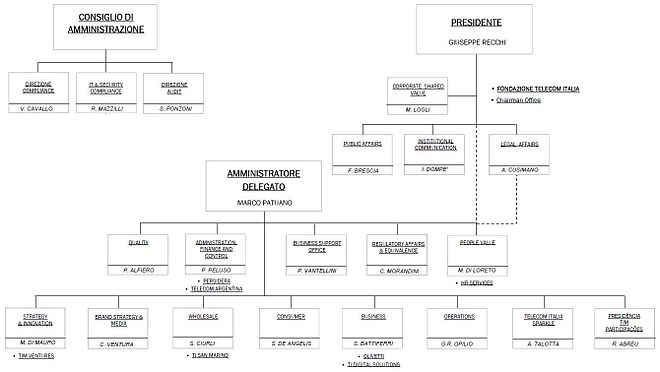 CONSIGLIO DI
AMMINISTRAZIONE
PRESIDENTE
GIUSEPPE RECCHI
DIREZIONE
COMPLIANCE
V. CAVALLO
IT & SECURITY
COMPLIANCE
R. MAZZILLI
DIREZIONE
AUDIT
S. PONZONI
CORPORATE SHARED
VALUE
M. LOGLI
• FONDAZIONE TELECOM ITALIA
• Chairman Office
PUBLIC AFFAIRS
F. BRESCIA
INSTITUTIONAL
COMMUNICATION
I. DOMPE'
LEGAL AFFAIRS
A. CUSIMANO
AMMINISTRATORE
DELEGATO
MARCO PATUANO
QUALITY
P. ALFIERO
ADMINISTRATION,
FINANCE AND
CONTROL
P. PELUSO
• PERSIDERA
• TELECOM ARGENTINA
BUSINESS SUPPORT
OFFICE
P. VANTELLINI
REGULATORY AFFAIRS
& EQUIVALENCE
C. MORANDINI
PEOPLE VALUE
M. DI LORETO
• HR SERVICES
STRATEGY
& INNOVATION
M. DI MAURO
• TIM VENTURES
BRAND STRATEGY &
MEDIA
C. VENTURA
WHOLESALE
S. CIURLI
• TI SAN MARINO
CONSUMER
S. DE ANGELIS
BUSINESS
S. BATTIFERRI
• OLIVETTI
• TI DIGITAL SOLUTIONS
OPERATIONS
G.R. OPILIO
TELECOM ITALIA
SPARKLE
A. TALOTTA
PRESIDÊNCIA
TIM
PARTICIPAÇÕES
R. ABREU